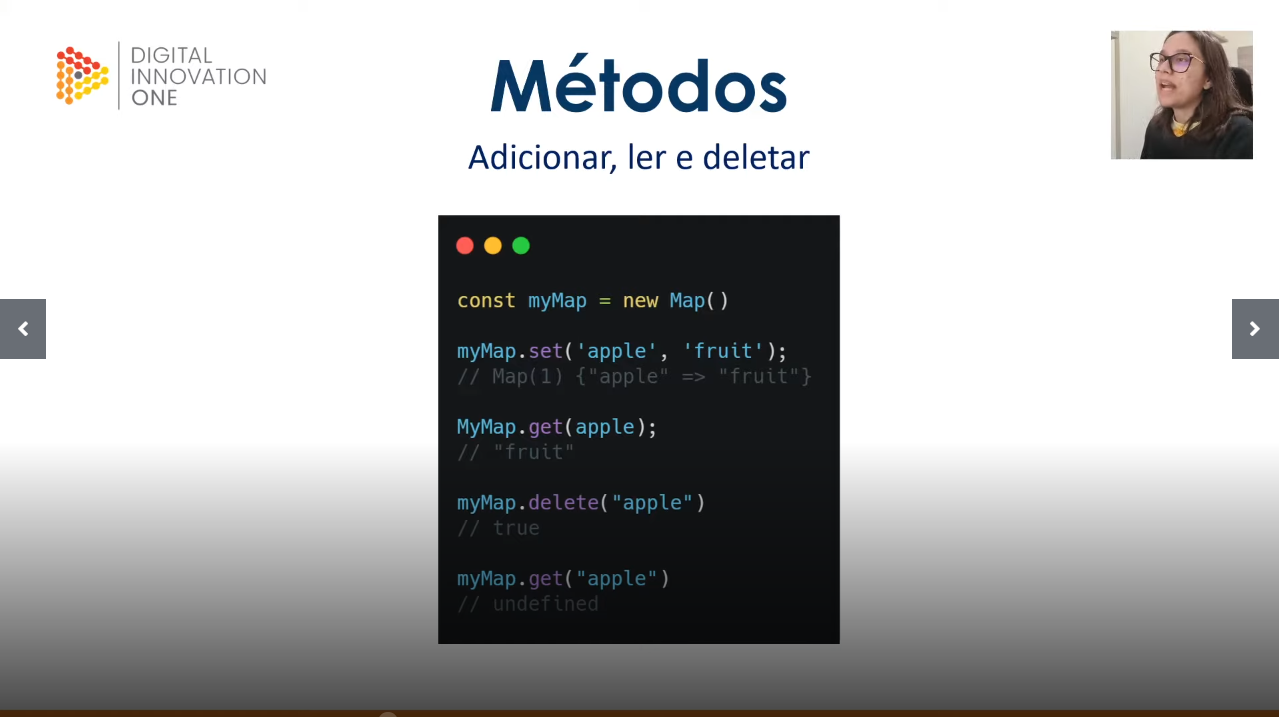 DIGITAL
INNOVATION
ONE
Métodos
Adicionar, ler e deletar
const myMap = new Map()
myMap.set('apple', 'fruit');
// Map(1) {"apple" => "fruit"}
MyMap.get(apple);
// "fruit"
myMap.delete("apple")
// true
myMap.get("apple")
// undefined